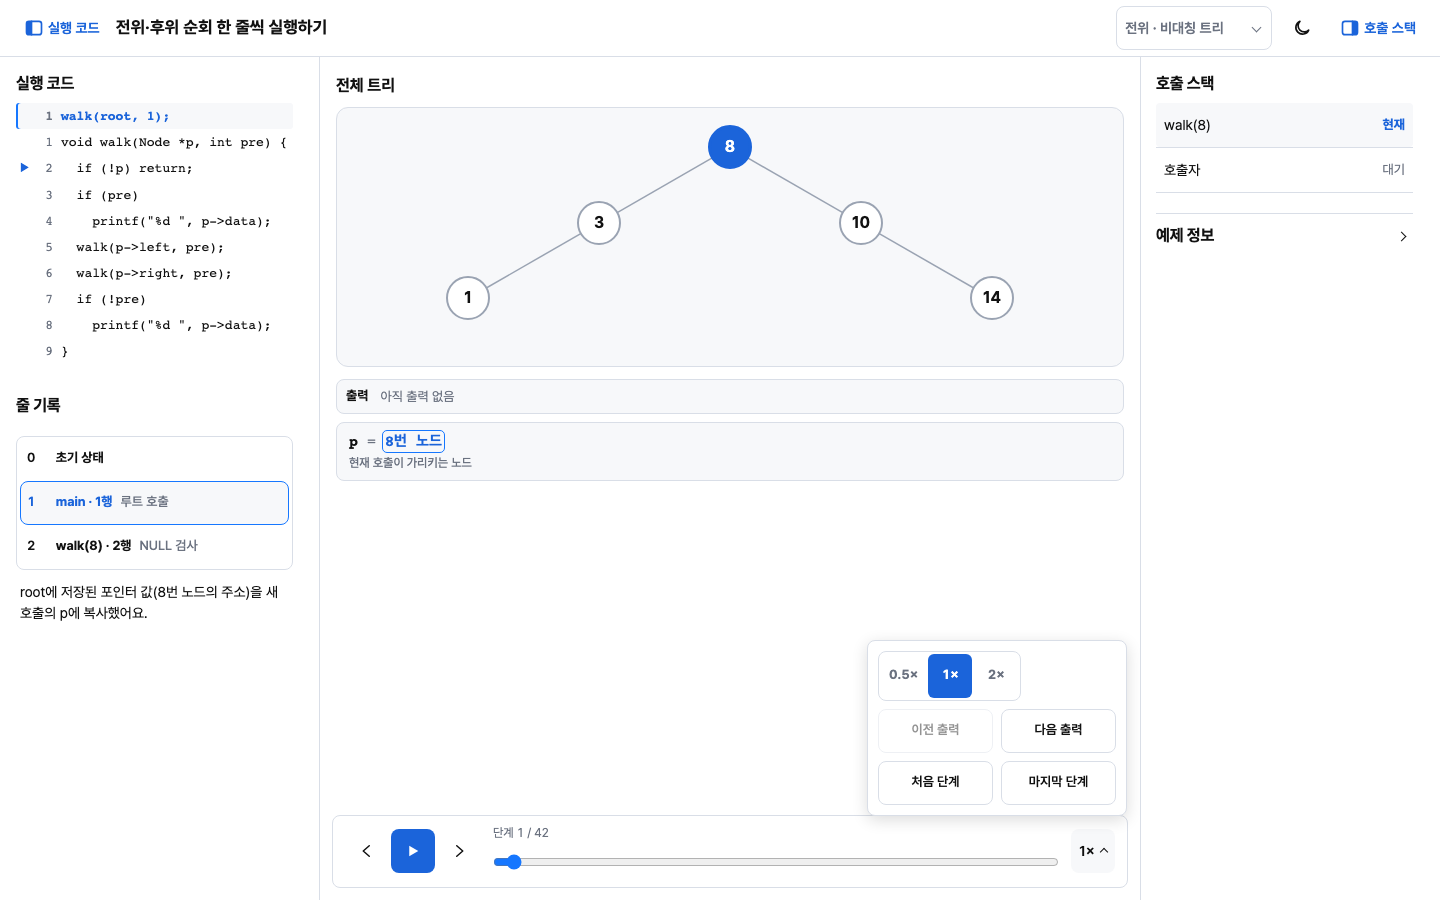 실행 코드
전위·후위 순회 한 줄씩 실행하기
전위 · 비대칭 트리
호출 스택
실행 코드
1 walk(root, 1);
1 void walk(Node *p, int pre) {
2 if (!p) return;
3 if (pre)
4 printf("%d ", p->data);
5 walk(p->left, pre);
6 walk(p->right, pre);
7 if (!pre)
8 printf("%d ", p->data);
9 }
줄 기록
0 초기 상태
1 main · 1행 루트 호출
2 walk(8) · 2행 NULL 검사
root에 저장된 포인터 값(8번 노드의 주소)을 새
호출의 p에 복사했어요.
전체 트리
8
3 10
1 14
출력 아직 출력 없음
p = 8번 노드
현재 호출이 가리키는 노드
0.5× 1× 2×
이전 출력 다음 출력
처음 단계 마지막 단계
단계 1 / 42
1×
호출 스택
walk(8) 현재
호출자 대기
예제 정보